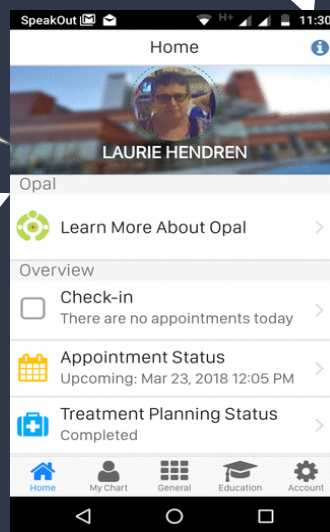 SpeakOut H+ 11:30
Home
LAURIE HENDREN
Opal
Learn More About Opal
Overview
Check-in
There are no appointments today
Appointment Status
Upcoming: Mar 23, 2018 12:05 PM
Treatment Planning Status
Completed
Home My Chart General Education Account